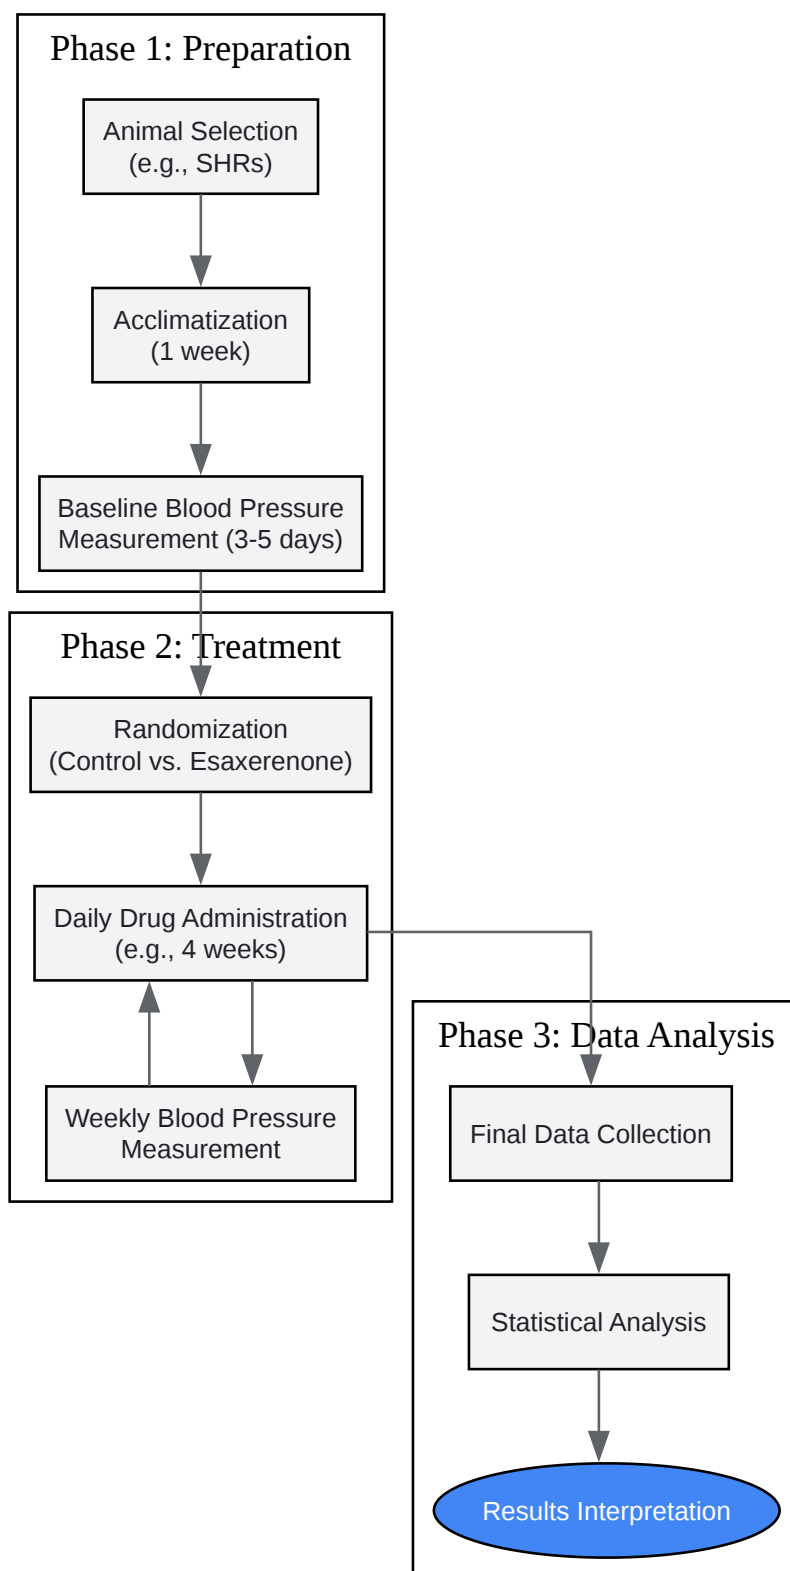 Phase 1: Preparation
Animal Selection
(e.g., SHRs)
Acclimatization
(1 week)
Baseline Blood Pressure
Measurement (3-5 days)
Phase 2: Treatment
Randomization
(Control vs. Esaxerenone)
Daily Drug Administration
(e.g., 4 weeks)
Weekly Blood Pressure
Measurement
Phase 3: Data Analysis
Final Data Collection
Statistical Analysis
Results Interpretation